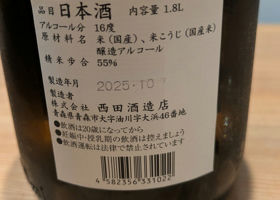 品目 日本酒 内容量 1.8L
アルコール分 16度
原材料名 米（国産）、米こうじ（国産米）
醸造アルコール
精米歩合 55%
製造年月 2025.10
製造者
株式会社 西田酒造店
青森県青森市大字油川字大浜46番地
●飲酒は20歳になってから
●妊娠中・授乳期の飲酒は控えましょう
●飲酒運転は法律で禁止されています。
4 582356 331022